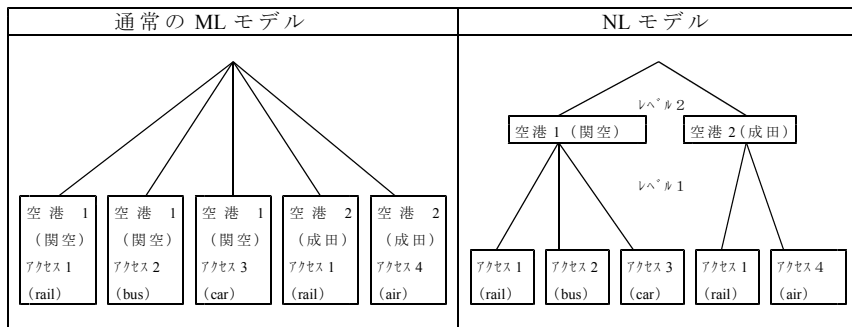 通常の ML モデル
空港 1
(関空)
アクセス 1
(rail)
空港 1
(関空)
アクセス 2
(bus)
空港 1
(関空)
アクセス 3
(car)
空港 2
(成田)
アクセス 1
(rail)
空港 2
(成田)
アクセス 4
(air)
NL モデル
レベル 2
空港 1 (関空)
空港 2 (成田)
レベル 1
アクセス 1
(rail)
アクセス 2
(bus)
アクセス 3
(car)
アクセス 1
(rail)
アクセス 4
(air)